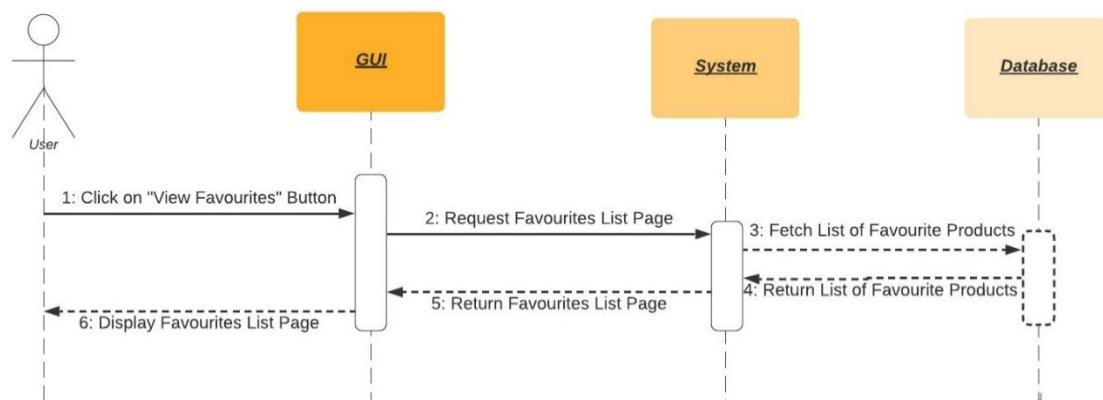 GUI
System
Database
User
1: Click on "View Favourites" Button
2: Request Favourites List Page
3: Fetch List of Favourite Products
4: Return List of Favourite Products
5: Return Favourites List Page
6: Display Favourites List Page